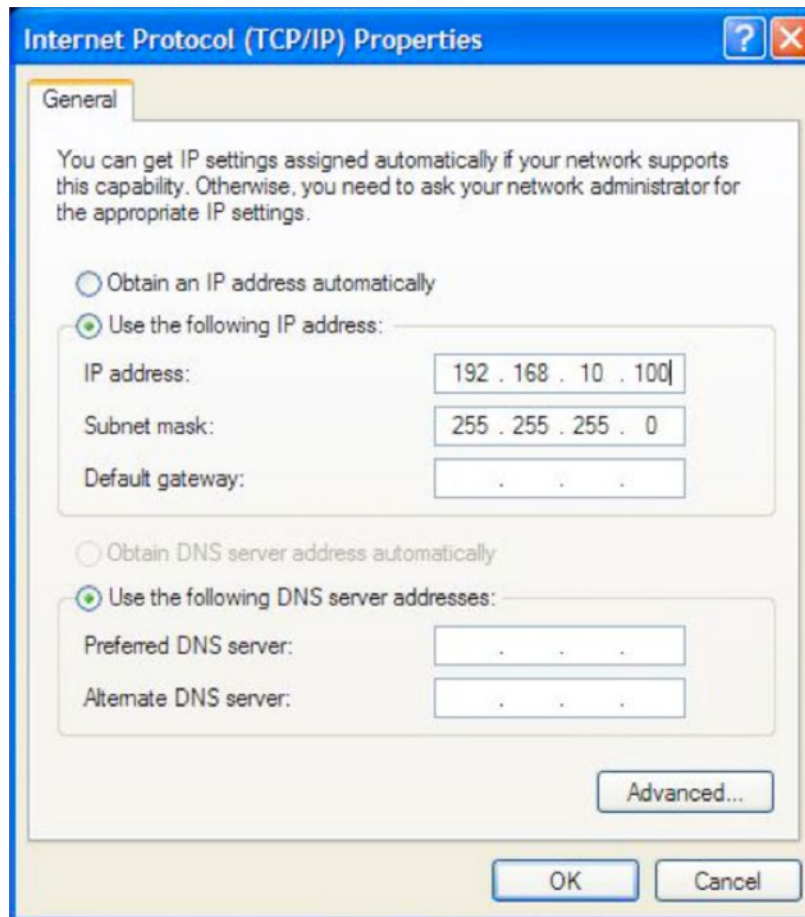 Internet Protocol (TCP/IP) Properties
General
You can get IP settings assigned automatically if your network supports
this capability. Otherwise, you need to ask your network administrator for
the appropriate IP settings.
Obtain an IP address automatically
Use the following IP address:
IP address: 192 . 168 . 10 . 100
Subnet mask: 255 . 255 . 255 . 0
Default gateway: . . .
Obtain DNS server address automatically
Use the following DNS server addresses:
Preferred DNS server: . . .
Alternate DNS server: . . .
Advanced...
OK Cancel